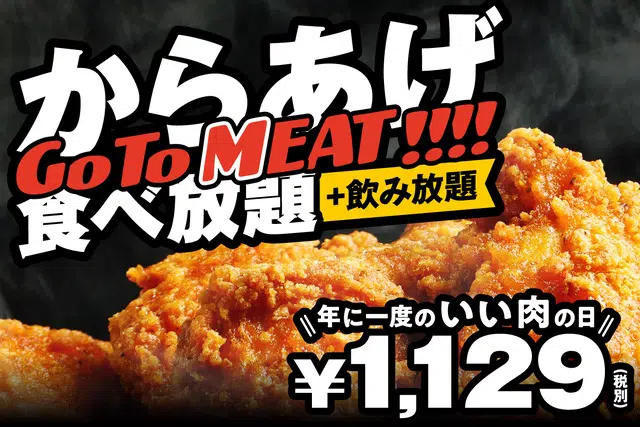 からあげ
Go To MEAT!!!!
食べ放題
+飲み放題
年に一度のいい肉の日
¥1,129
(税別)